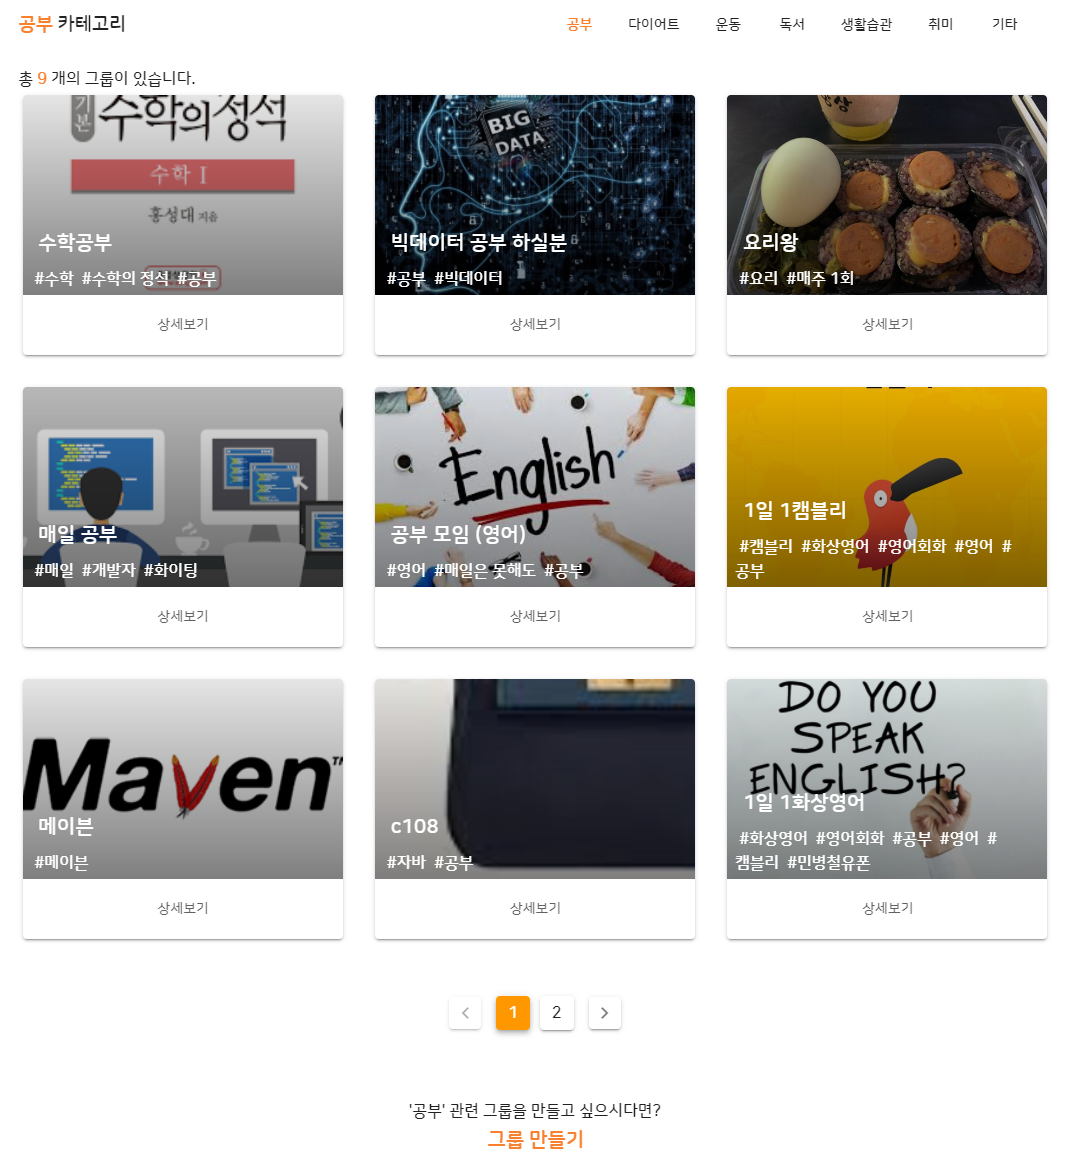 공부 카테고리
공부 다이어트 운동 독서 생활습관 취미 기타
총 9 개의 그룹이 있습니다.
기본 수학의정석
수학 I
홍성대 지음
수학공부
#수학 #수학의 정석 #공부
상세보기
BIG
DATA
빅데이터 공부 하실분
#공부 #빅데이터
상세보기
요리왕
#요리 #매주 1회
상세보기
매일 공부
#매일 #개발자 #화이팅
상세보기
English
공부 모임 (영어)
#영어 #매일은 못해도 #공부
상세보기
1일 1캠블리
#캠블리 #화상영어 #영어회화 #영어 #
공부
상세보기
Maven™
메이븐
#메이븐
상세보기
c108
#자바 #공부
상세보기
DO YOU
SPEAK
ENGLISH?
1일 1화상영어
#화상영어 #영어회화 #공부 #영어 #
캠블리 #민병철유폰
상세보기
1 2
'공부' 관련 그룹을 만들고 싶으시다면?
그룹 만들기